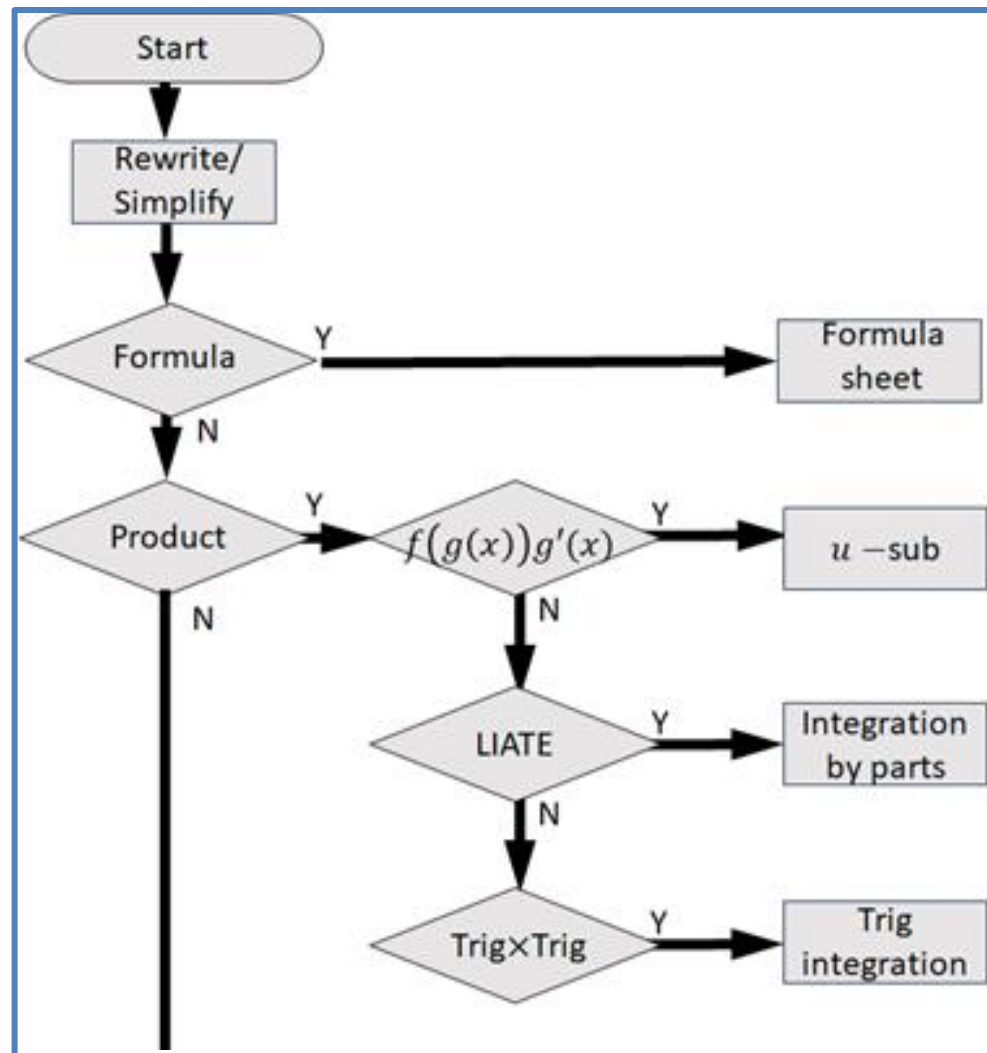 Start
Rewrite/
Simplify
Formula
Y
Formula
sheet
N
Product
Y
f(g(x))g′(x)
Y
u −sub
N
N
LIATE
Y
Integration
by parts
N
Trig×Trig
Y
Trig
integration